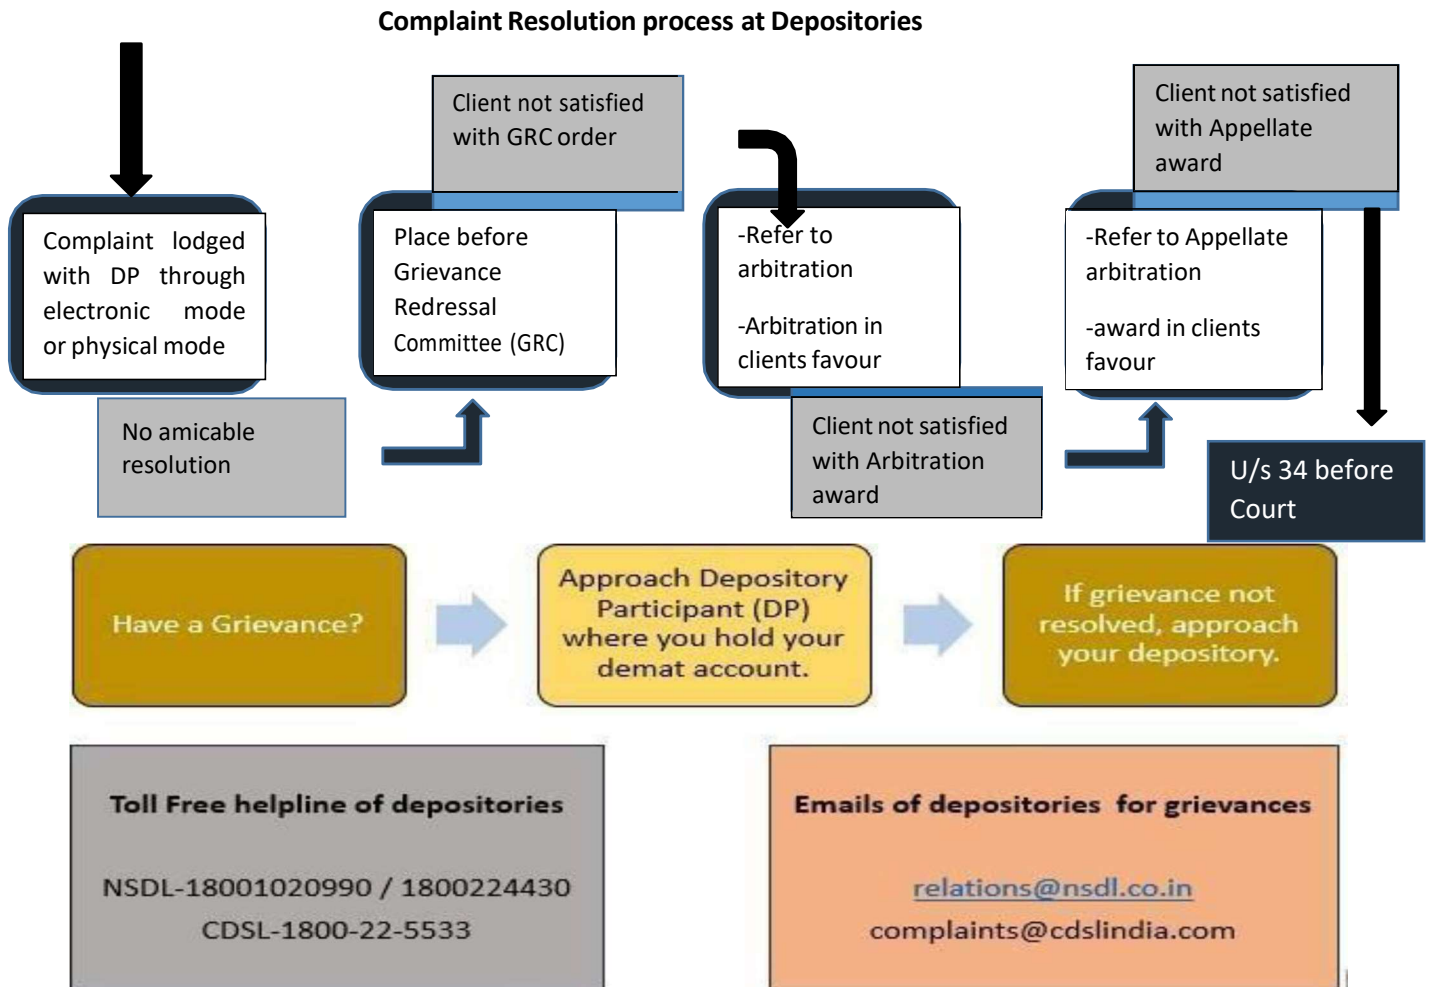 Complaint Resolution process at Depositories
Client not satisfied
with GRC order
Client not satisfied
with Appellate
award
Complaint lodged
with DP through
electronic mode
or physical mode
Place before
Grievance
Redressal
Committee (GRC)
-Refer to
arbitration
-Arbitration in
clients favour
-Refer to Appellate
arbitration
-award in clients
favour
No amicable
resolution
Client not satisfied
with Arbitration
award
U/s 34 before
Court
Have a Grievance?
Approach Depository
Participant (DP)
where you hold your
demat account.
If grievance not
resolved, approach
your depository.
Toll Free helpline of depositories
NSDL-18001020990 / 1800224430
CDSL-1800-22-5533
Emails of depositories for grievances
relations@nsdl.co.in
complaints@cdslindia.com